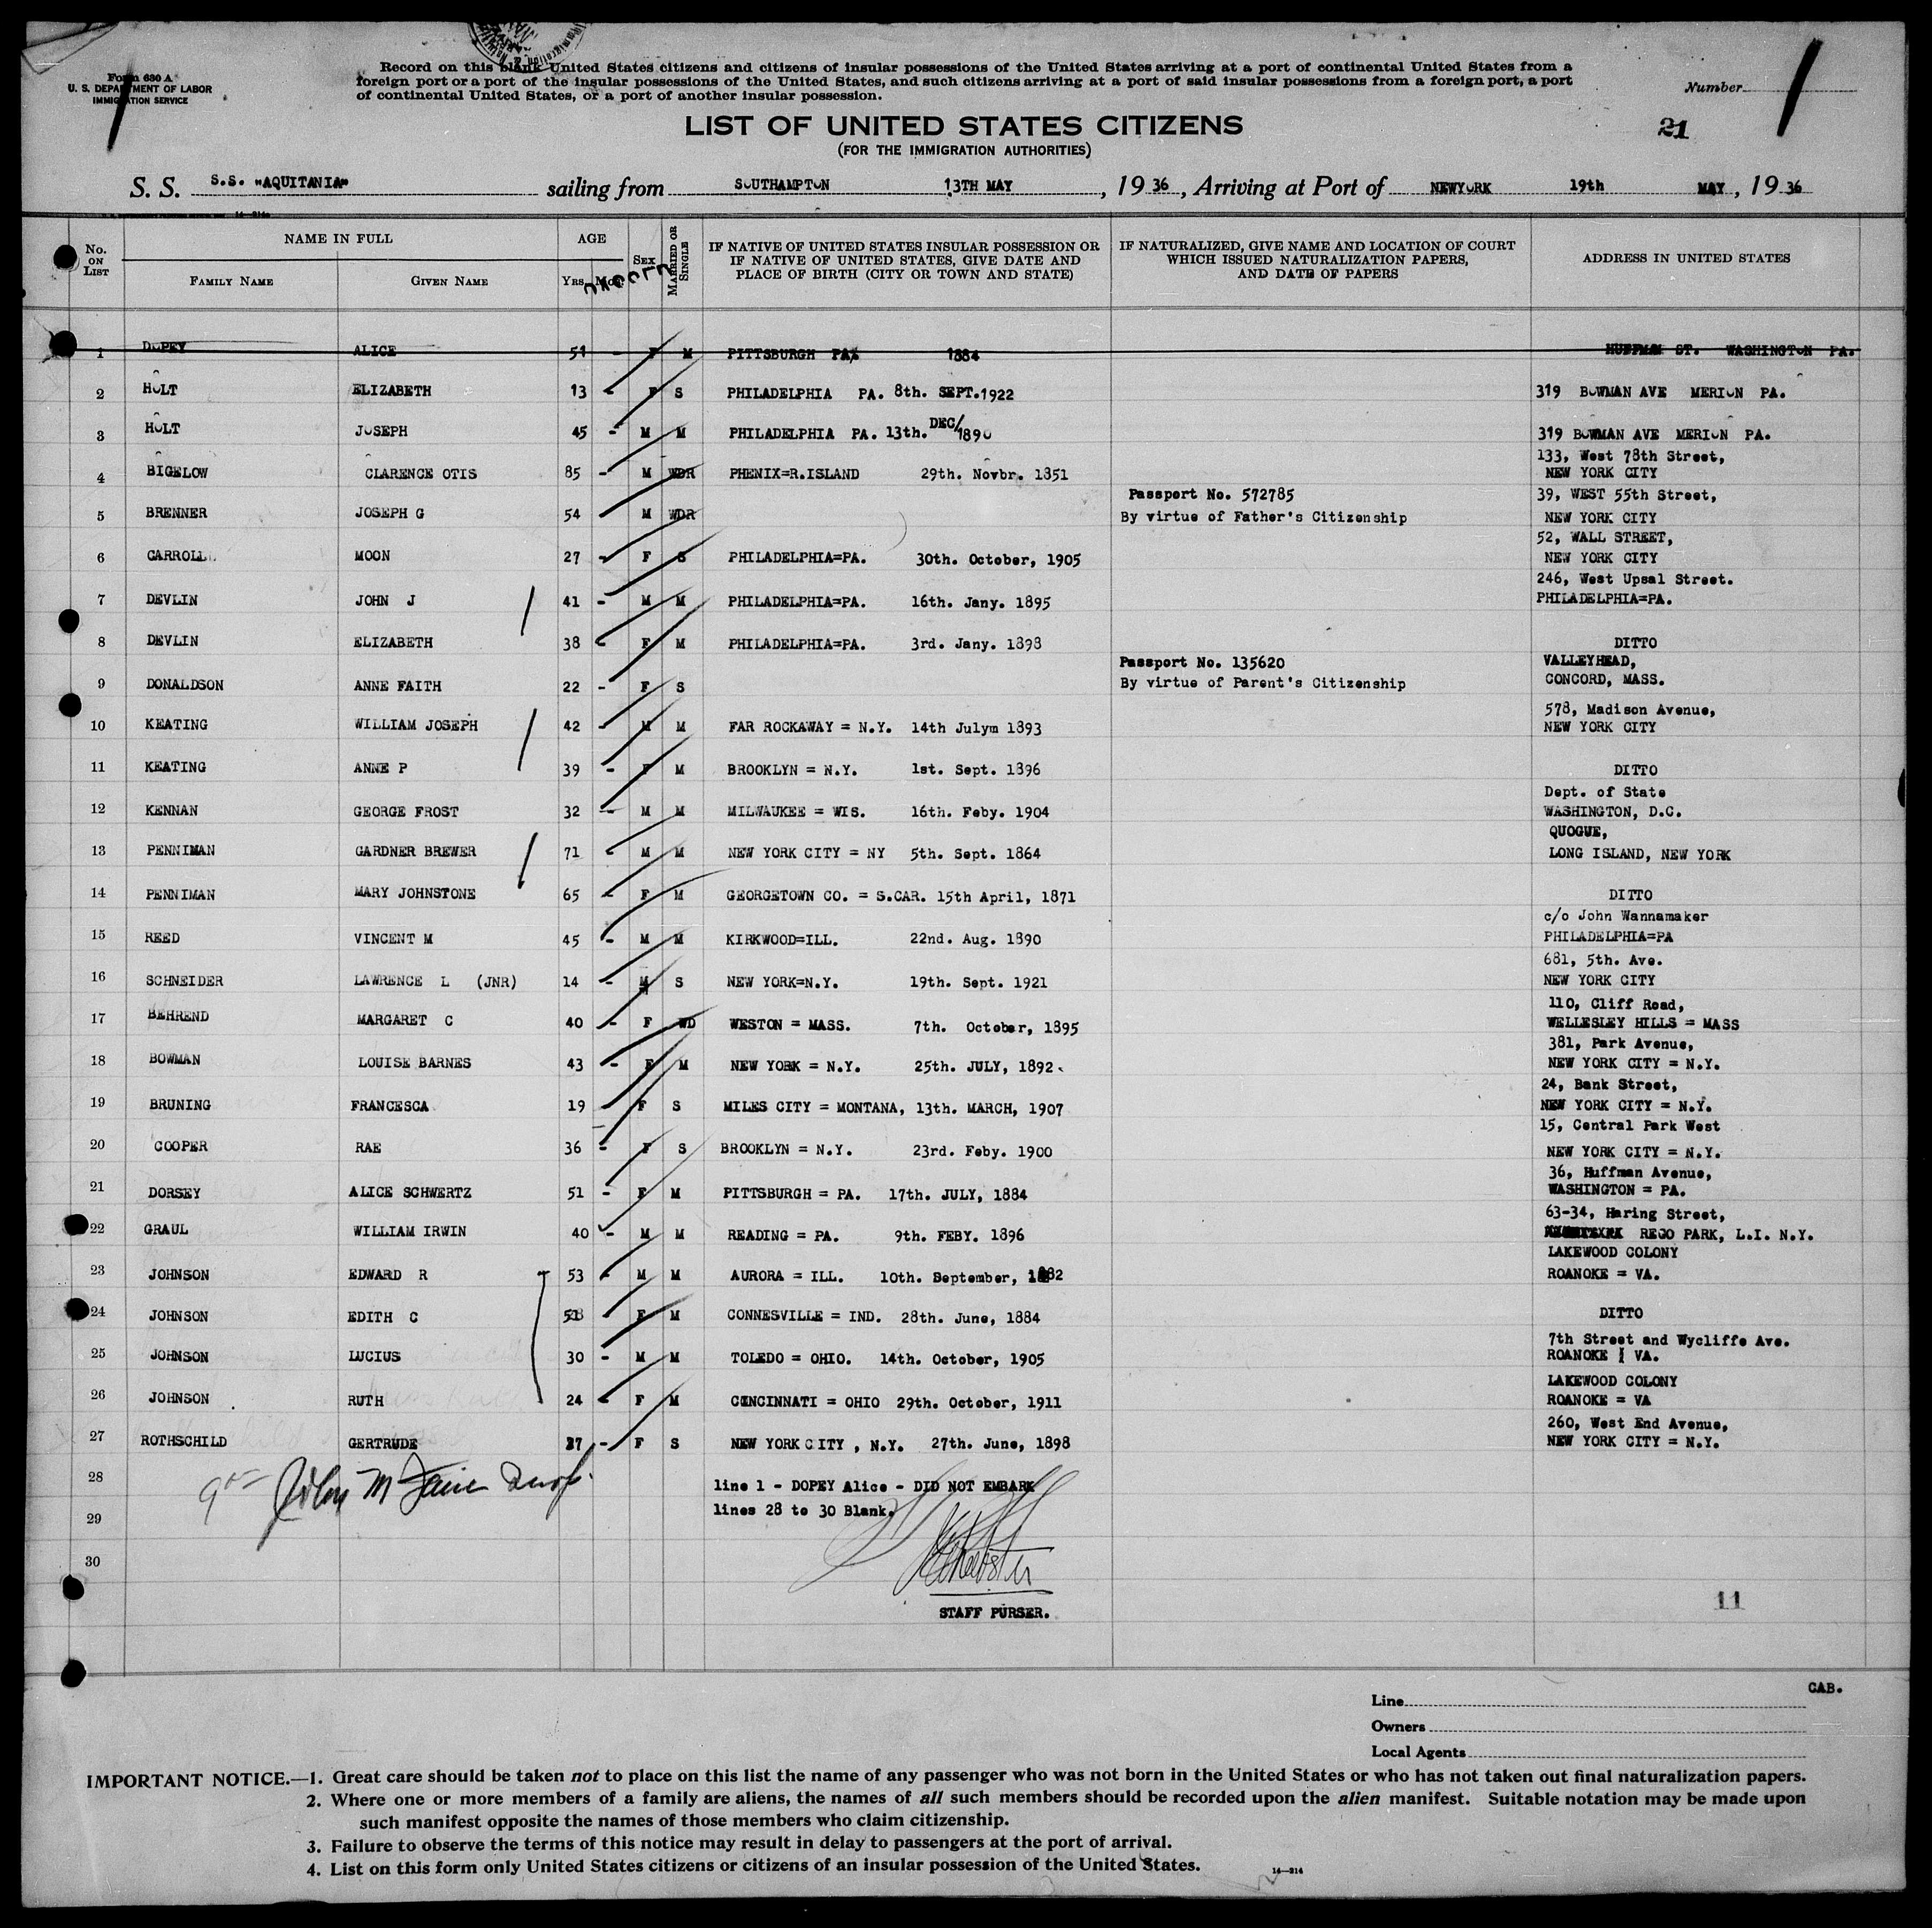 Form 630 A
U. S. DEPARTMENT OF LABOR
IMMIGRATION SERVICE
Record on this blank United States citizens and citizens of insular possessions of the United States arriving at a port of continental United States from a
foreign port or a port of the insular possessions of the United States, and such citizens arriving at a port of said insular possessions from a foreign port, a port
of continental United States, or a port of another insular possession.
Number
21
LIST OF UNITED STATES CITIZENS
(FOR THE IMMIGRATION AUTHORITIES)
S. S. S.S. "AQUITANIA" sailing from SOUTHAMPTON 13TH MAY, 19 36, Arriving at Port of NEWYORK 19th MAY, 19 36
14—214
No. ON LIST
NAME IN FULL
FAMILY NAME GIVEN NAME
AGE
YRS. MOS.
SEX
MARRIED OR SINGLE
IF NATIVE OF UNITED STATES INSULAR POSSESSION OR
IF NATIVE OF UNITED STATES, GIVE DATE AND
PLACE OF BIRTH (CITY OR TOWN AND STATE)
IF NATURALIZED, GIVE NAME AND LOCATION OF COURT
WHICH ISSUED NATURALIZATION PAPERS,
AND DATE OF PAPERS
ADDRESS IN UNITED STATES
1 DOPEY ALICE 51 - F M PITTSBURGH PA. 1884 HUFFMAN ST. WASHINGTON PA.
2 HOLT ELIZABETH 13 - F S PHILADELPHIA PA. 8th. SEPT.1922 319 BOWMAN AVE MERION PA.
3 HOLT JOSEPH 45 - M M PHILADELPHIA PA. 13th. DEC/1890 319 BOWMAN AVE MERION PA.
133, West 78th Street,
4 BIGELOW CLARENCE OTIS 85 - M WDR PHENIX=R.ISLAND 29th. Novbr. 1851 NEW YORK CITY
Passport No. 572785 39, WEST 55th Street,
5 BRENNER JOSEPH G 54 M WDR By virtue of Father's Citizenship NEW YORK CITY
52, WALL STREET,
6 CARROLL MOON 27 - F S PHILADELPHIA=PA. 30th. October, 1905 NEW YORK CITY
246, West Upsal Street.
7 DEVLIN JOHN J 41 - M M PHILADELPHIA=PA. 16th. Jany. 1895 PHILADELPHIA=PA.
8 DEVLIN ELIZABETH 38 - F M PHILADELPHIA=PA. 3rd. Jany. 1898 DITTO
Passport No. 135620 VALLEYHEAD,
9 DONALDSON ANNE FAITH 22 - F S By virtue of Parent's Citizenship CONCORD, MASS.
578, Madison Avenue,
10 KEATING WILLIAM JOSEPH 42 - M M FAR ROCKAWAY = N.Y. 14th Julym 1893 NEW YORK CITY
11 KEATING ANNE P 39 - F M BROOKLYN = N.Y. 1st. Sept. 1896 DITTO
Dept. of State
12 KENNAN GEORGE FROST 32 - M M MILWAUKEE = WIS. 16th. Feby. 1904 WASHINGTON, D.C.
QUOGUE,
13 PENNIMAN GARDNER BREWER 71 - M M NEW YORK CITY = NY 5th. Sept. 1864 LONG ISLAND, NEW YORK
14 PENNIMAN MARY JOHNSTONE 65 - F M GEORGETOWN CO. = S.CAR. 15th April, 1871 DITTO
c/o John Wannamaker
15 REED VINCENT M 45 - M M KIRKWOOD=ILL. 22nd. Aug. 1890 PHILADELPHIA=PA
681, 5th. Ave.
16 SCHNEIDER LAWRENCE L (JNR) 14 - M S NEW YORK=N.Y. 19th. Sept. 1921 NEW YORK CITY
110, Cliff Road,
17 BEHREND MARGARET C 40 - F WD WESTON = MASS. 7th. October, 1895 WELLESLEY HILLS = MASS
381, Park Avenue,
18 BOWMAN LOUISE BARNES 43 - F M NEW YORK = N.Y. 25th. JULY, 1892. NEW YORK CITY = N.Y.
24, Bank Street,
19 BRUNING FRANCESCA 19 F S MILES CITY = MONTANA, 13th. MARCH, 1907 NEW YORK CITY = N.Y.
15, Central Park West
20 COOPER RAE 36 - F S BROOKLYN = N.Y. 23rd. Feby. 1900 NEW YORK CITY = N.Y.
36, Huffman Avenue,
21 DORSEY ALICE SCHWERTZ 51 - F M PITTSBURGH = PA. 17th. JULY, 1884 WASHINGTON = PA.
63-34, Haring Street,
22 GRAUL WILLIAM IRWIN 40 - M M READING = PA. 9th. FEBY. 1896 REGO PARK, L.I. N.Y.
LAKEWOOD COLONY
23 JOHNSON EDWARD R 53 - M M AURORA = ILL. 10th. September, 1882 ROANOKE = VA.
24 JOHNSON EDITH C F M CONNESVILLE = IND. 28th. June, 1884 DITTO
7th Street and Wycliffe Ave.
25 JOHNSON LUCIUS 30 - M M TOLEDO = OHIO. 14th. October, 1905 ROANOKE VA.
LAKEWOOD COLONY
26 JOHNSON RUTH 24 - F M CINCINNATI = OHIO 29th. October, 1911 ROANOKE = VA
260, West End Avenue,
27 ROTHSCHILD GERTRUDE 37 - F S NEW YORK CITY, N.Y. 27th. June, 1898 NEW YORK CITY = N.Y.
28 line 1 - DOPEY Alice - DID NOT EMBARK
29 lines 28 to 30 Blank.
30
STAFF PURSER.
11
CAB.
Line
Owners
Local Agents
IMPORTANT NOTICE.—1. Great care should be taken not to place on this list the name of any passenger who was not born in the United States or who has not taken out final naturalization papers.
2. Where one or more members of a family are aliens, the names of all such members should be recorded upon the alien manifest. Suitable notation may be made upon
such manifest opposite the names of those members who claim citizenship.
3. Failure to observe the terms of this notice may result in delay to passengers at the port of arrival.
4. List on this form only United States citizens or citizens of an insular possession of the United States.
14—214